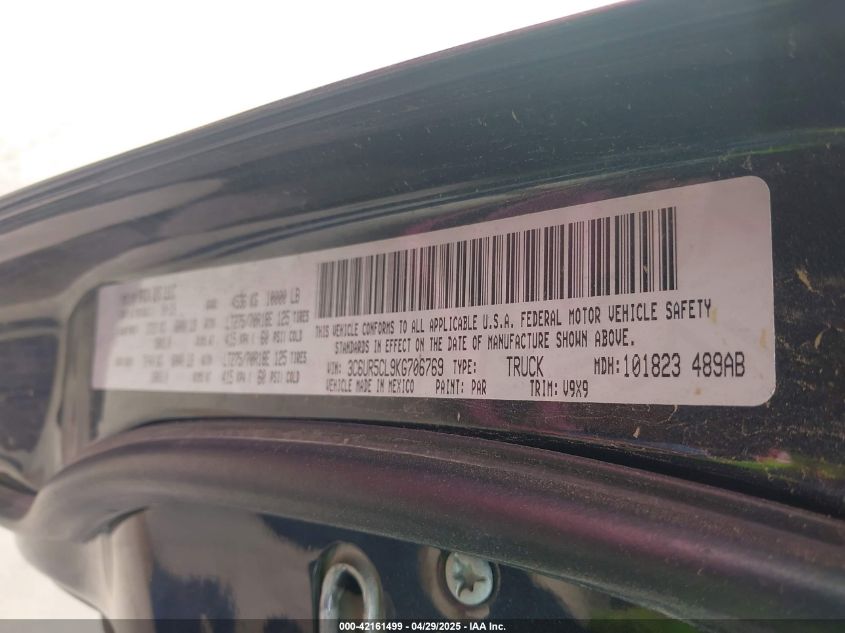 4536 KG 10000 LB
LT275/70R18E 125 TIRES
415 KPA / 60 PSI COLD
LT275/70R18E 125 TIRES
415 KPA / 60 PSI COLD
THIS VEHICLE CONFORMS TO ALL APPLICABLE U.S.A. FEDERAL MOTOR VEHICLE SAFETY
STANDARDS IN EFFECT ON THE DATE OF MANUFACTURE SHOWN ABOVE.
VIN: 3C6UR5CL9KG706769 TYPE: TRUCK MDH: 101823 489AB
VEHICLE MADE IN MEXICO PAINT: PAR TRIM: V9X9
000-42161499 - 04/29/2025 - IAA Inc.